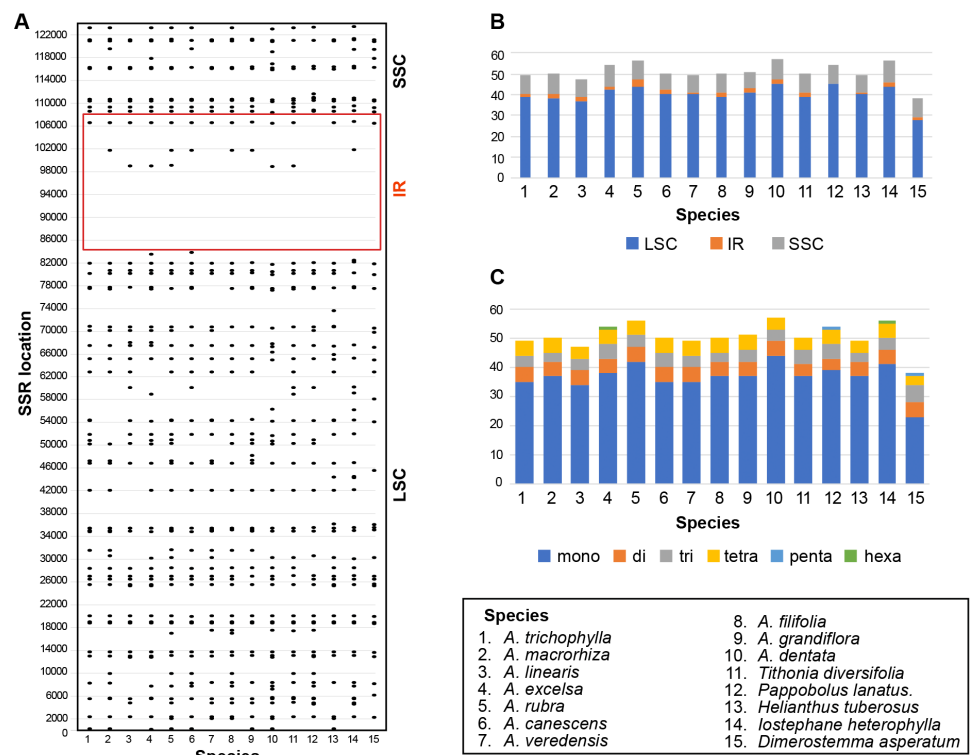 A
SSR location
122000
118000
114000
110000
106000
102000
98000
94000
90000
86000
82000
78000
74000
70000
66000
62000
58000
54000
50000
46000
42000
38000
34000
30000
26000
22000
18000
14000
10000
6000
2000
SSC
IR
LSC
1 2 3 4 5 6 7 8 9 10 11 12 13 14 15
Species
B
60
50
40
30
20
10
0
1 2 3 4 5 6 7 8 9 10 11 12 13 14 15
Species
LSC IR SSC
C
60
50
40
30
20
10
0
1 2 3 4 5 6 7 8 9 10 11 12 13 14 15
Species
mono di tri tetra penta hexa
Species
1. A. trichophylla
2. A. macrorhiza
3. A. linearis
4. A. excelsa
5. A. rubra
6. A. canescens
7. A. veredensis
8. A. filifolia
9. A. grandiflora
10. A. dentata
11. Tithonia diversifolia
12. Pappobolus lanatus.
13. Helianthus tuberosus
14. Iostephane heterophylla
15. Dimerostemma asperatum